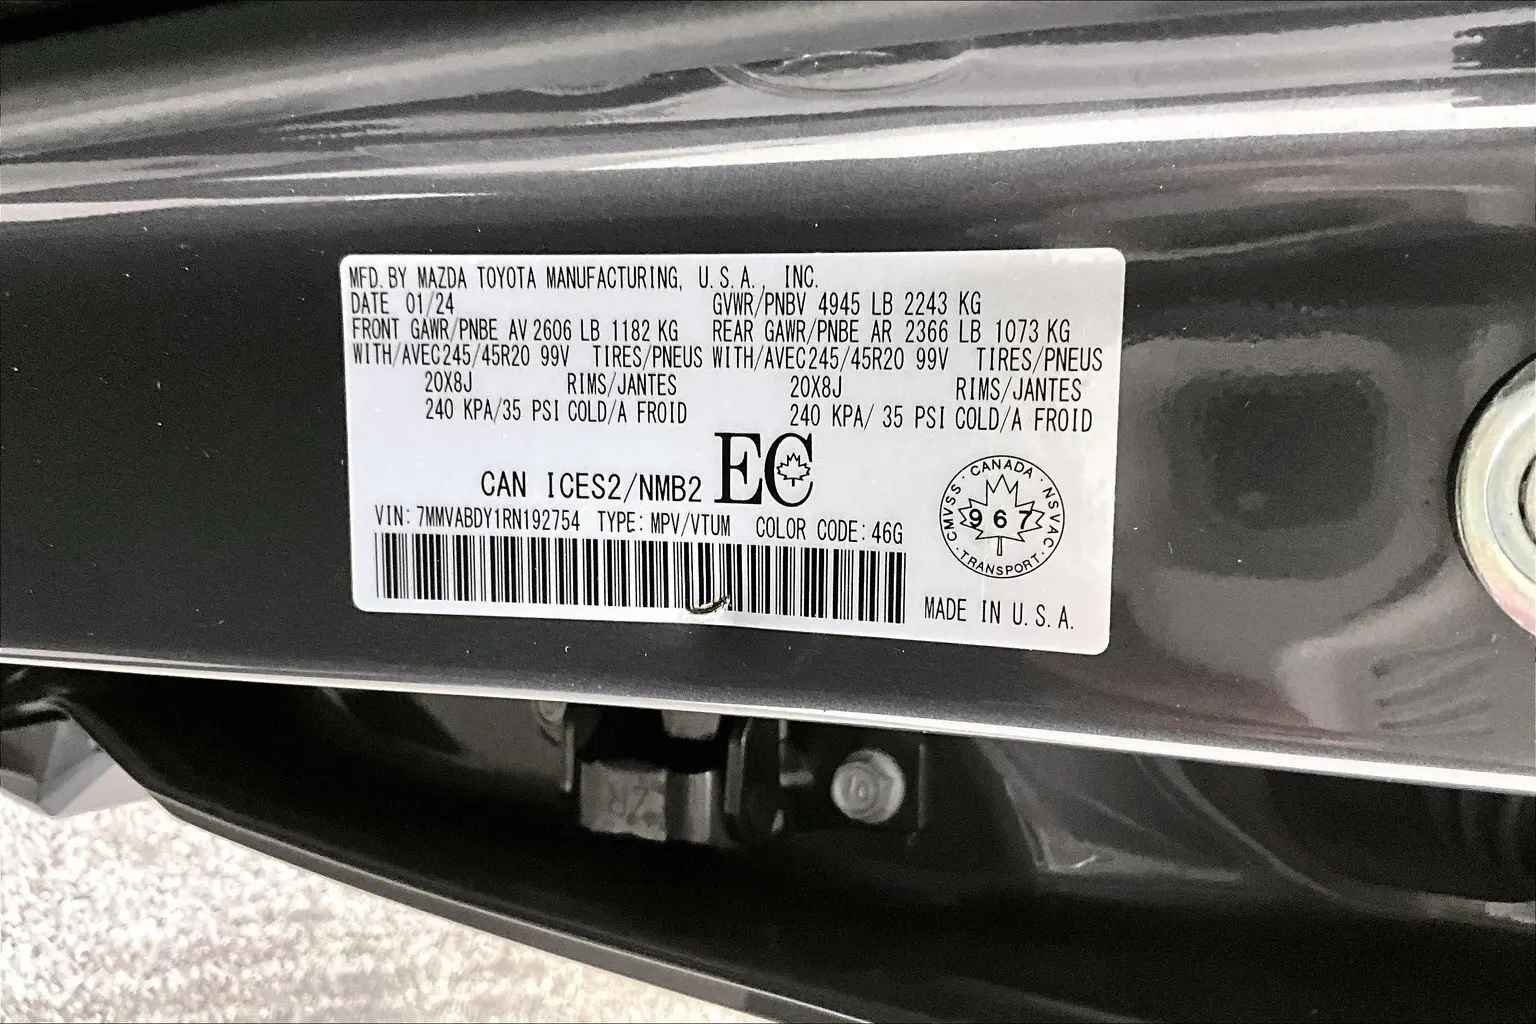 MFD. BY MAZDA TOYOTA MANUFACTURING, U.S.A., INC.
DATE 01/24 GVWR/PNBV 4945 LB 2243 KG
FRONT GAWR/PNBE AV 2606 LB 1182 KG REAR GAWR/PNBE AR 2366 LB 1073 KG
WITH/AVEC 245/45R20 99V TIRES/PNEUS WITH/AVEC 245/45R20 99V TIRES/PNEUS
20X8J RIMS/JANTES 20X8J RIMS/JANTES
240 KPA/35 PSI COLD/A FROID 240 KPA/ 35 PSI COLD/A FROID
CAN ICES2/NMB2 EC
VIN: 7MMVABDY1RN192754 TYPE: MPV/VTUM COLOR CODE: 46G
CANADA · NSVAC · TRANSPORT · CMVSS
967
MADE IN U.S.A.